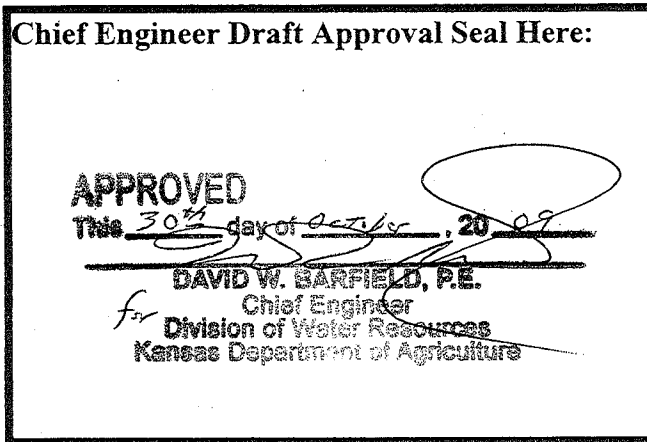 Chief Engineer Draft Approval Seal Here:
APPROVED
This 30th day of October, 20 09
DAVID W. BARFIELD, P.E.
for Chief Engineer
Division of Water Resources
Kansas Department of Agriculture